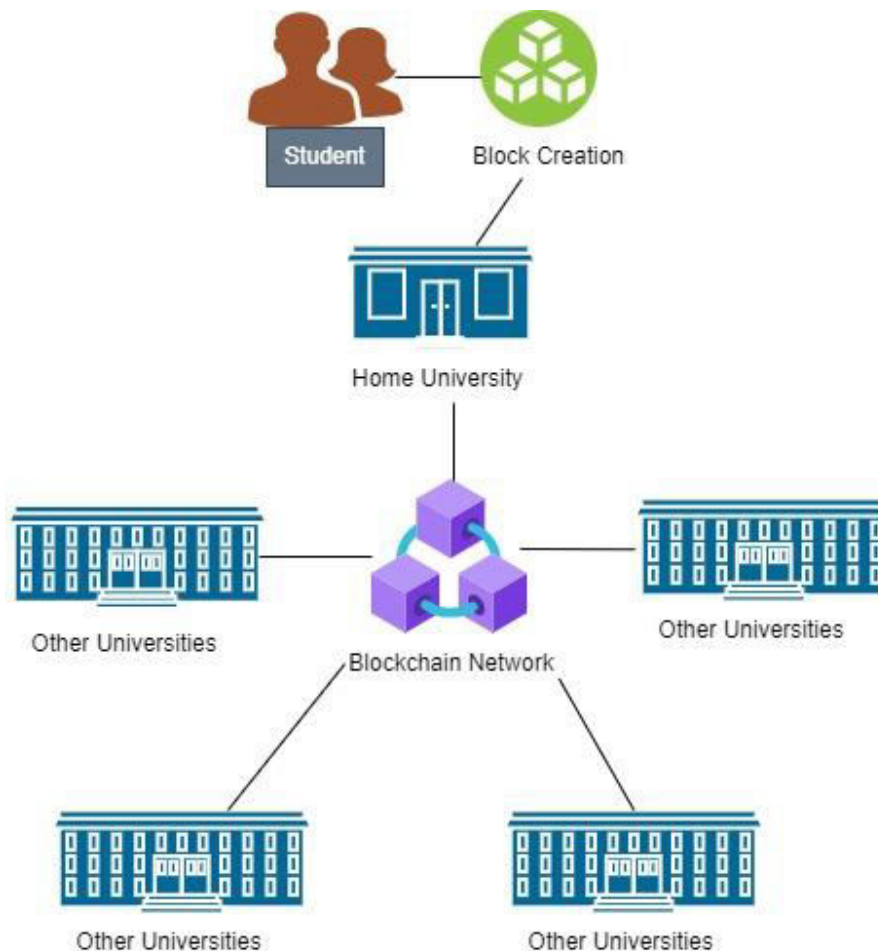 Student
Block Creation
Home University
Other Universities
Other Universities
Blockchain Network
Other Universities
Other Universities